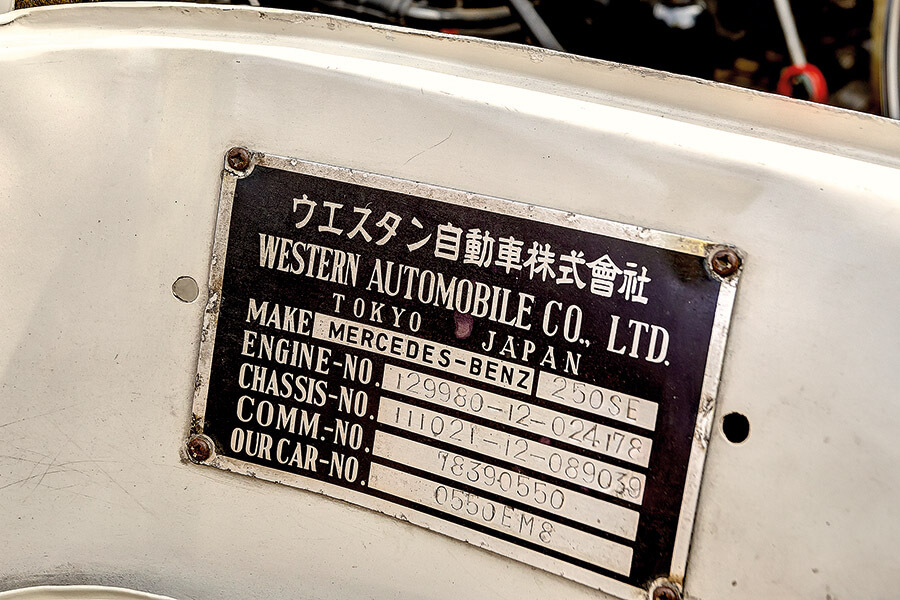 ウエスタン自動車株式會社
WESTERN AUTOMOBILE CO., LTD.
TOKYO JAPAN
MAKE MERCEDES-BENZ 250SE
ENGINE-NO. 129980-12-024178
CHASSIS-NO. 111021-12-089039
COMM.-NO. 78390550
OUR CAR-NO. 0550EM8